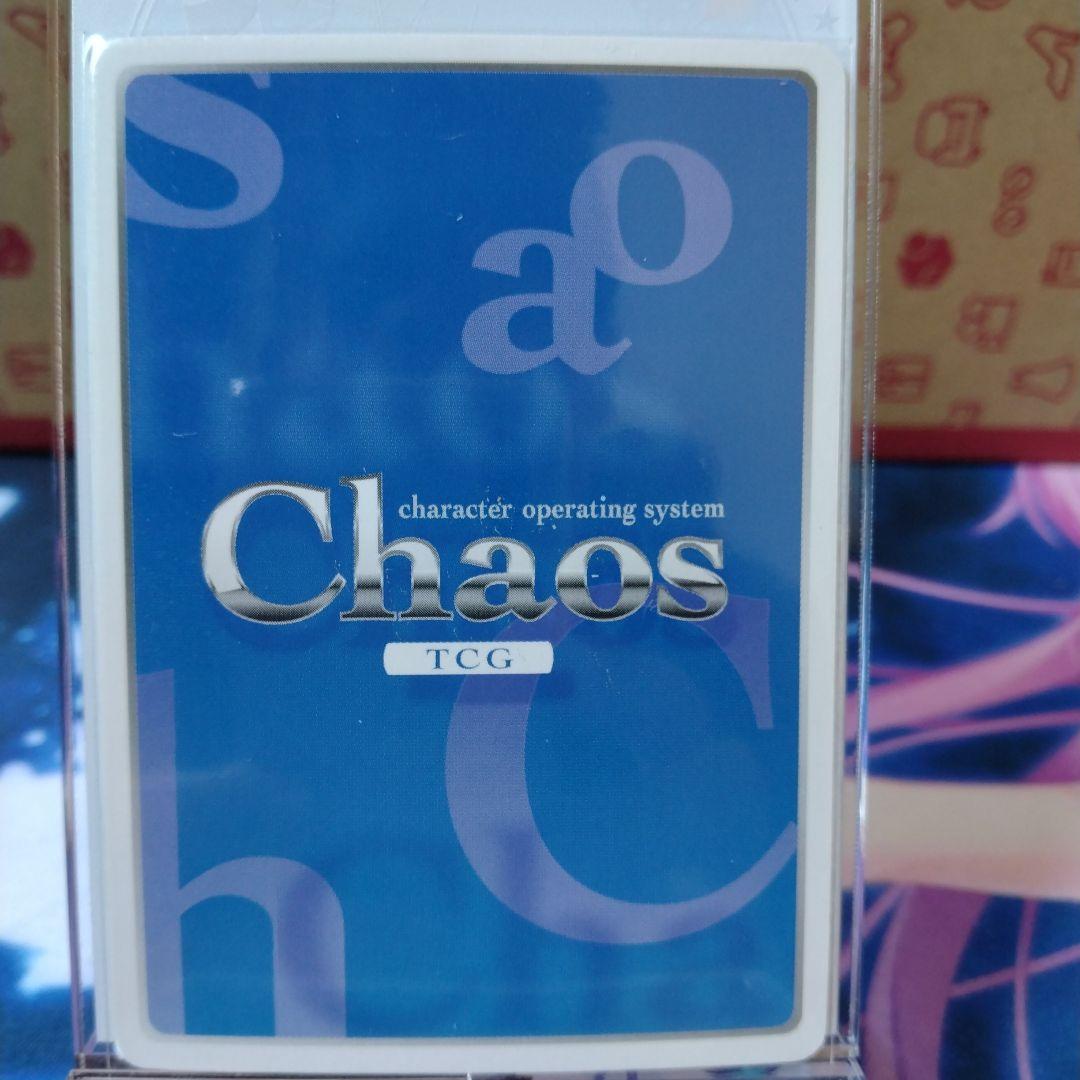 s
a o
character operating system
Chaos
TCG
h
C